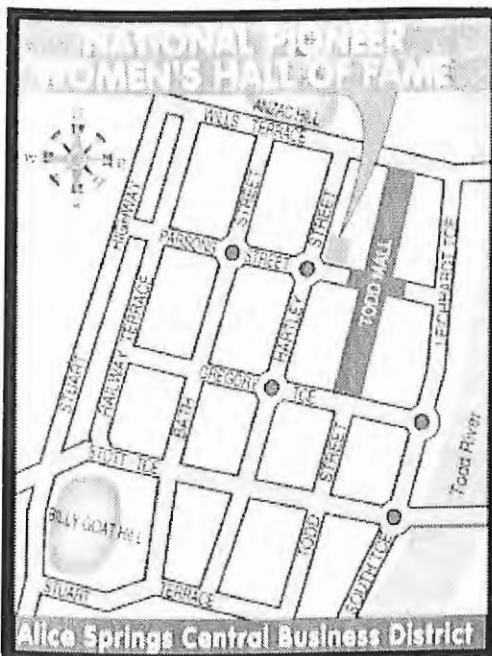 NATIONAL PIONEER
WOMEN'S HALL OF FAME
ANZAC HILL
WILLS TERRACE
HIGHWAY
STREET
STREET
PARSONS
STREET
TODD MALL
LEICHHARDT TCE
RAILWAY TERRACE
HARTLEY
STUART
BATH
GREGORY
TCE
STREET
Todd River
STOTT TCE
BILLY GOAT HILL
TODD
SOUTH TCE
STUART
TERRACE
Alice Springs Central Business District